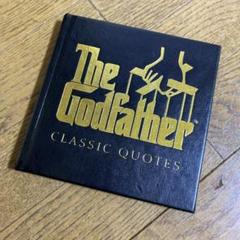 The
Godfather
CLASSIC QUOTES